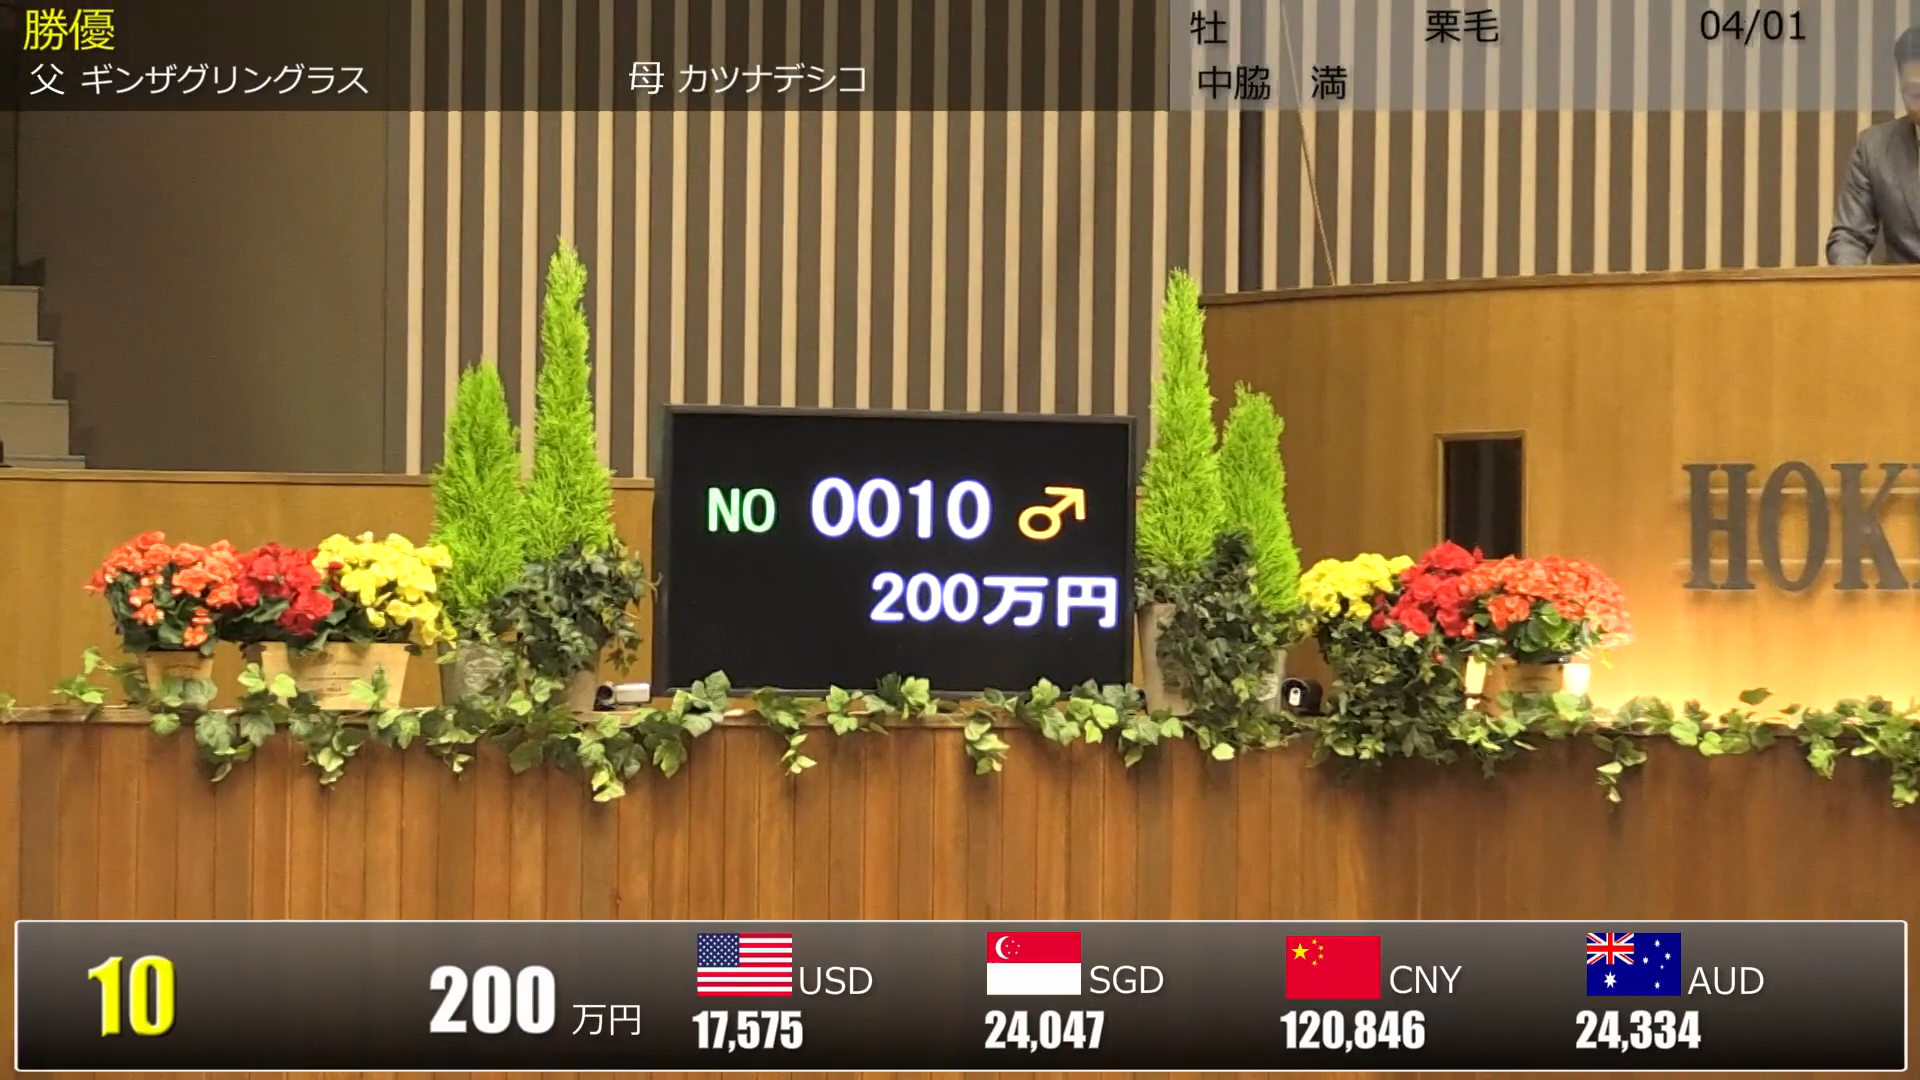 勝優
父 ギンザグリングラス 母 カツナデシコ
牡 栗毛 04/01
中脇 満
NO 0010 ♂
200万円
HOK
10 200 万円
USD 17,575
SGD 24,047
CNY 120,846
AUD 24,334